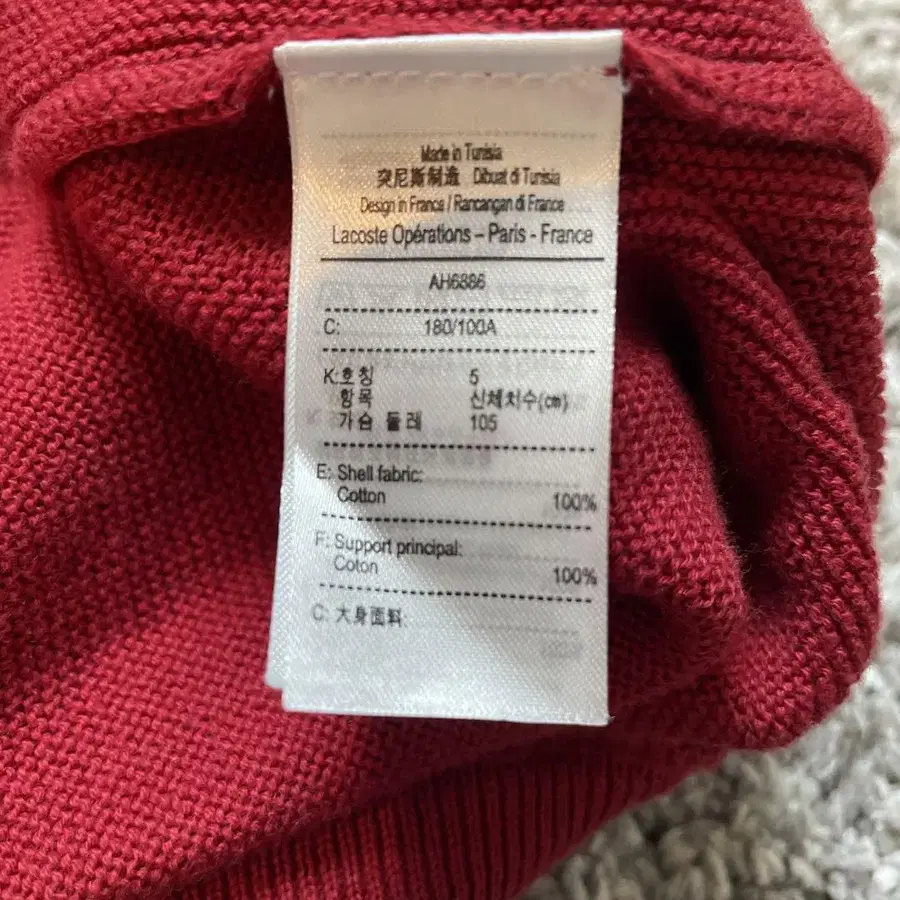 Made in Tunisia
突尼斯制造 Dibuat di Tunisia
Design in France / Rancangan di France
Lacoste Opérations – Paris - France
AH6886
C: 180/100A
K:호칭 5
항목 신체치수(cm)
가슴 둘레 105
E: Shell fabric:
Cotton 100%
F: Support principal:
Coton 100%
C: 大身面料: